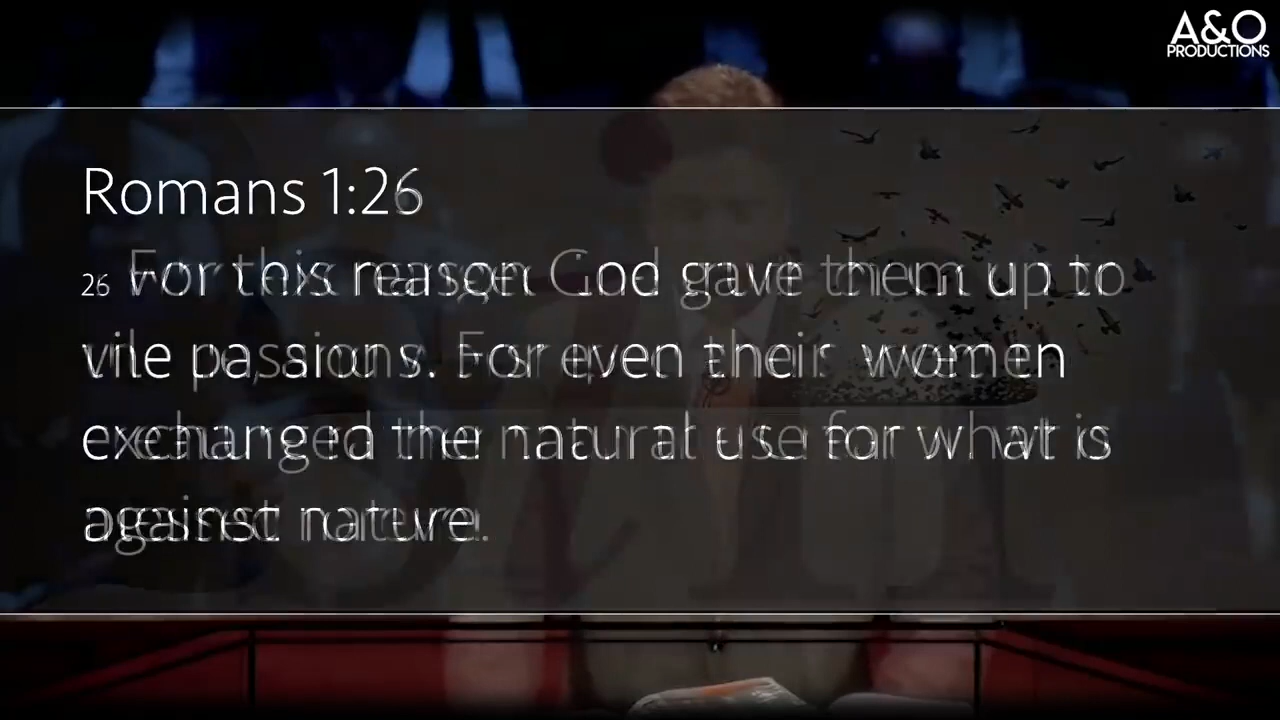 A&O
PRODUCTIONS
Romans 1:26
26 For this reason God gave them up to
vile passions. For even their women
exchanged the natural use for what is
against nature.